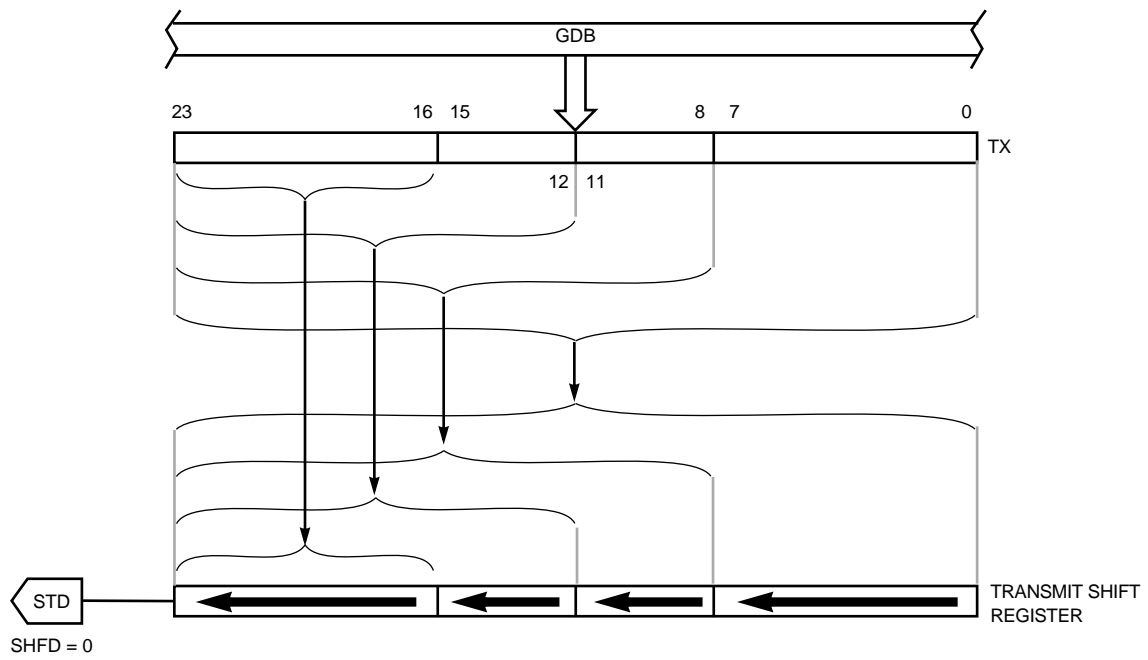 GDB
23 16 15 8 7 0
TX
12 11
STD
TRANSMIT SHIFT
REGISTER
SHFD = 0